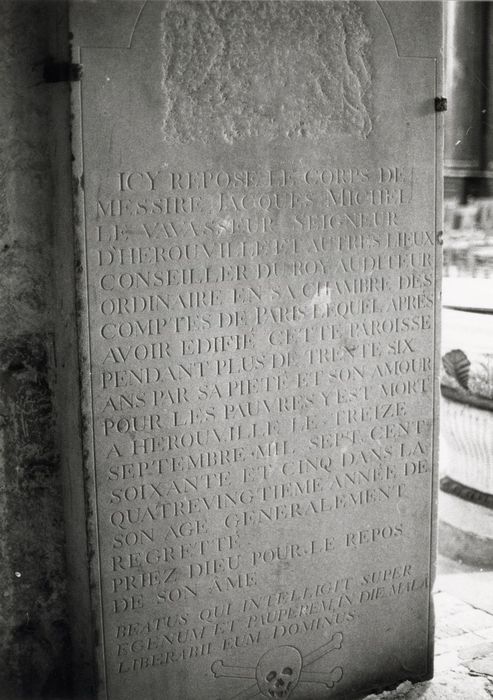 ICY REPOSE LE CORPS DE
MESSIRE JACQUES MICHEL
LE VAVASSEUR SEIGNEUR
D'HEROUVILLE ET AUTRES LIEUX
CONSEILLER DU ROY AUDITEUR
ORDINAIRE EN SA CHAMBRE DES
COMPTES DE PARIS LEQUEL APRÉS
AVOIR EDIFIÉ CETTE PAROISSE
PENDANT PLUS DE TRENTE SIX
ANS PAR SA PIETÉ ET SON AMOUR
POUR LES PAUVRES Y EST MORT
A HEROUVILLE LE TREIZE
SEPTEMBRE MIL SEPT CENT
SOIXANTE ET CINQ DANS LA
QUATREVINGTIEME ANNÉE DE
SON AGE GENERALEMENT
REGRETTÉ
PRIEZ DIEU POUR LE REPOS
DE SON ÂME
BEATUS QUI INTELLIGIT SUPER
EGENUM ET PAUPEREM, IN DIE MALA
LIBERABIT EUM DOMINUS